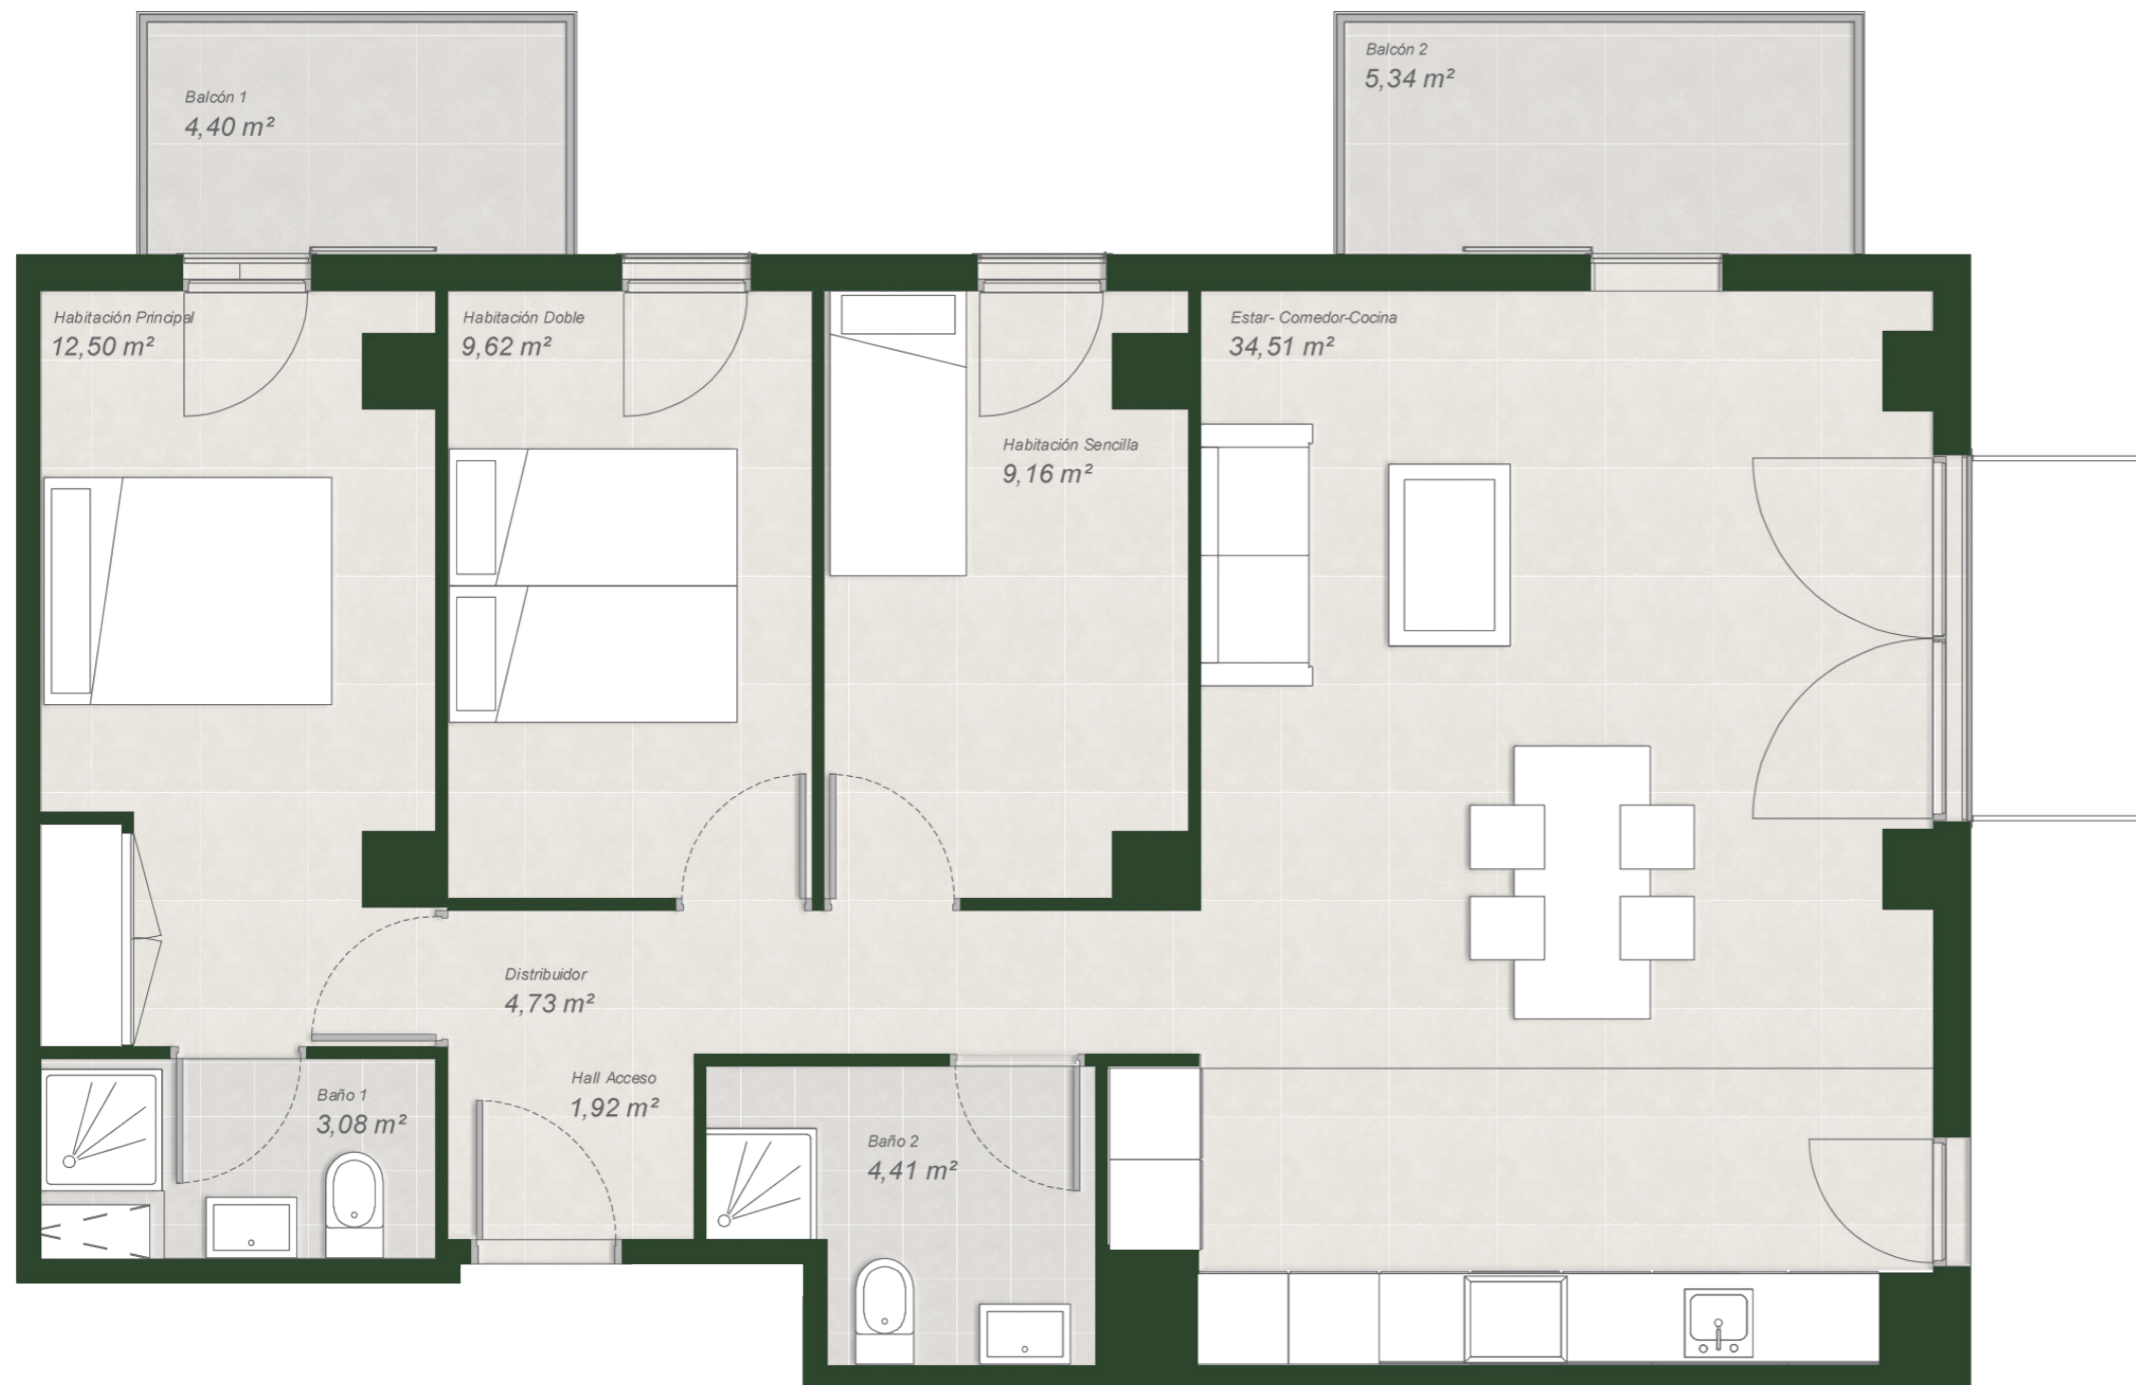 Balcón 1
4,40 m²
Balcón 2
5,34 m²
Habitación Principal
12,50 m²
Habitación Doble
9,62 m²
Habitación Sencilla
9,16 m²
Estar- Comedor-Cocina
34,51 m²
Distribuidor
4,73 m²
Hall Acceso
1,92 m²
Baño 1
3,08 m²
Baño 2
4,41 m²